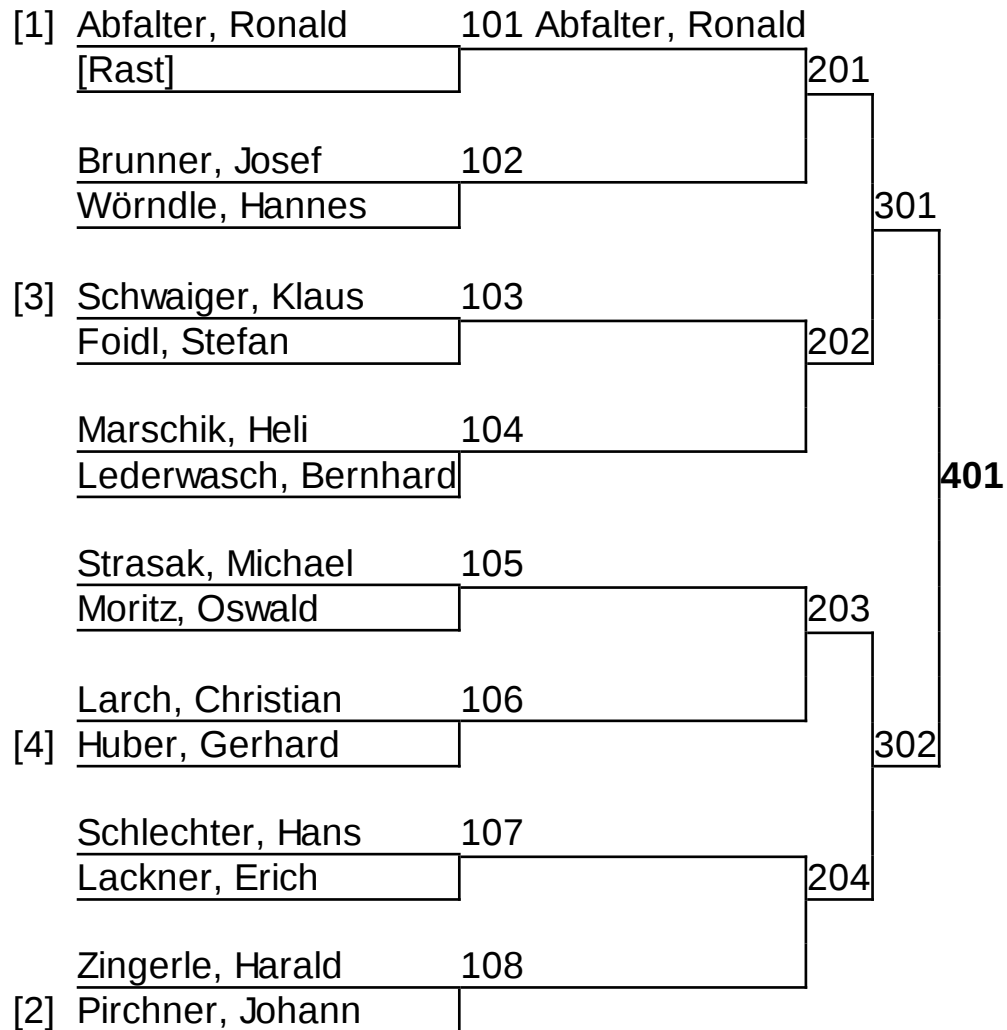 [1] Abfalter, Ronald 101 Abfalter, Ronald
[Rast] 201
Brunner, Josef 102
Wörndle, Hannes 301
[3] Schwaiger, Klaus 103
Foidl, Stefan 202
Marschik, Heli 104
Lederwasch, Bernhard 401
Strasak, Michael 105
Moritz, Oswald 203
Larch, Christian 106
[4] Huber, Gerhard 302
Schlechter, Hans 107
Lackner, Erich 204
Zingerle, Harald 108
[2] Pirchner, Johann